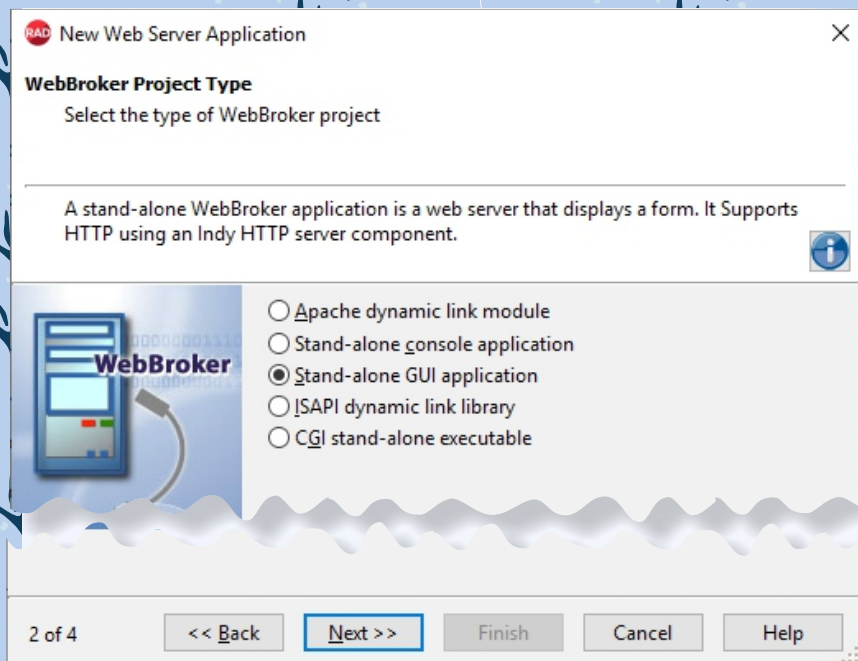 RAD New Web Server Application
WebBroker Project Type
Select the type of WebBroker project
A stand-alone WebBroker application is a web server that displays a form. It Supports
HTTP using an Indy HTTP server component.
WebBroker
Apache dynamic link module
Stand-alone console application
Stand-alone GUI application
ISAPI dynamic link library
CGI stand-alone executable
2 of 4
<< Back
Next >>
Finish
Cancel
Help